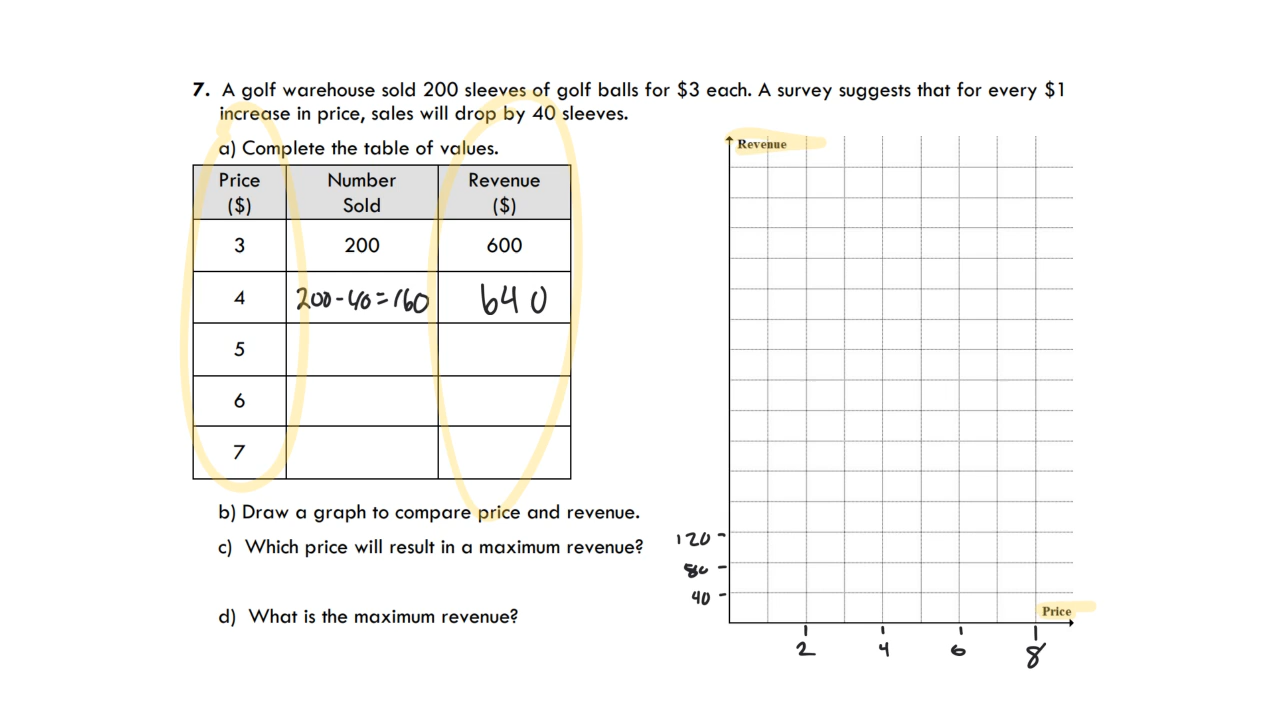 7. A golf warehouse sold 200 sleeves of golf balls for $3 each. A survey suggests that for every $1
increase in price, sales will drop by 40 sleeves.
a) Complete the table of values.
Price ($) Number Sold Revenue ($)
3 200 600
4 200-40=160 640
5
6
7
b) Draw a graph to compare price and revenue.
c) Which price will result in a maximum revenue?
d) What is the maximum revenue?
Revenue
120
80
40
Price
2 4 6 8